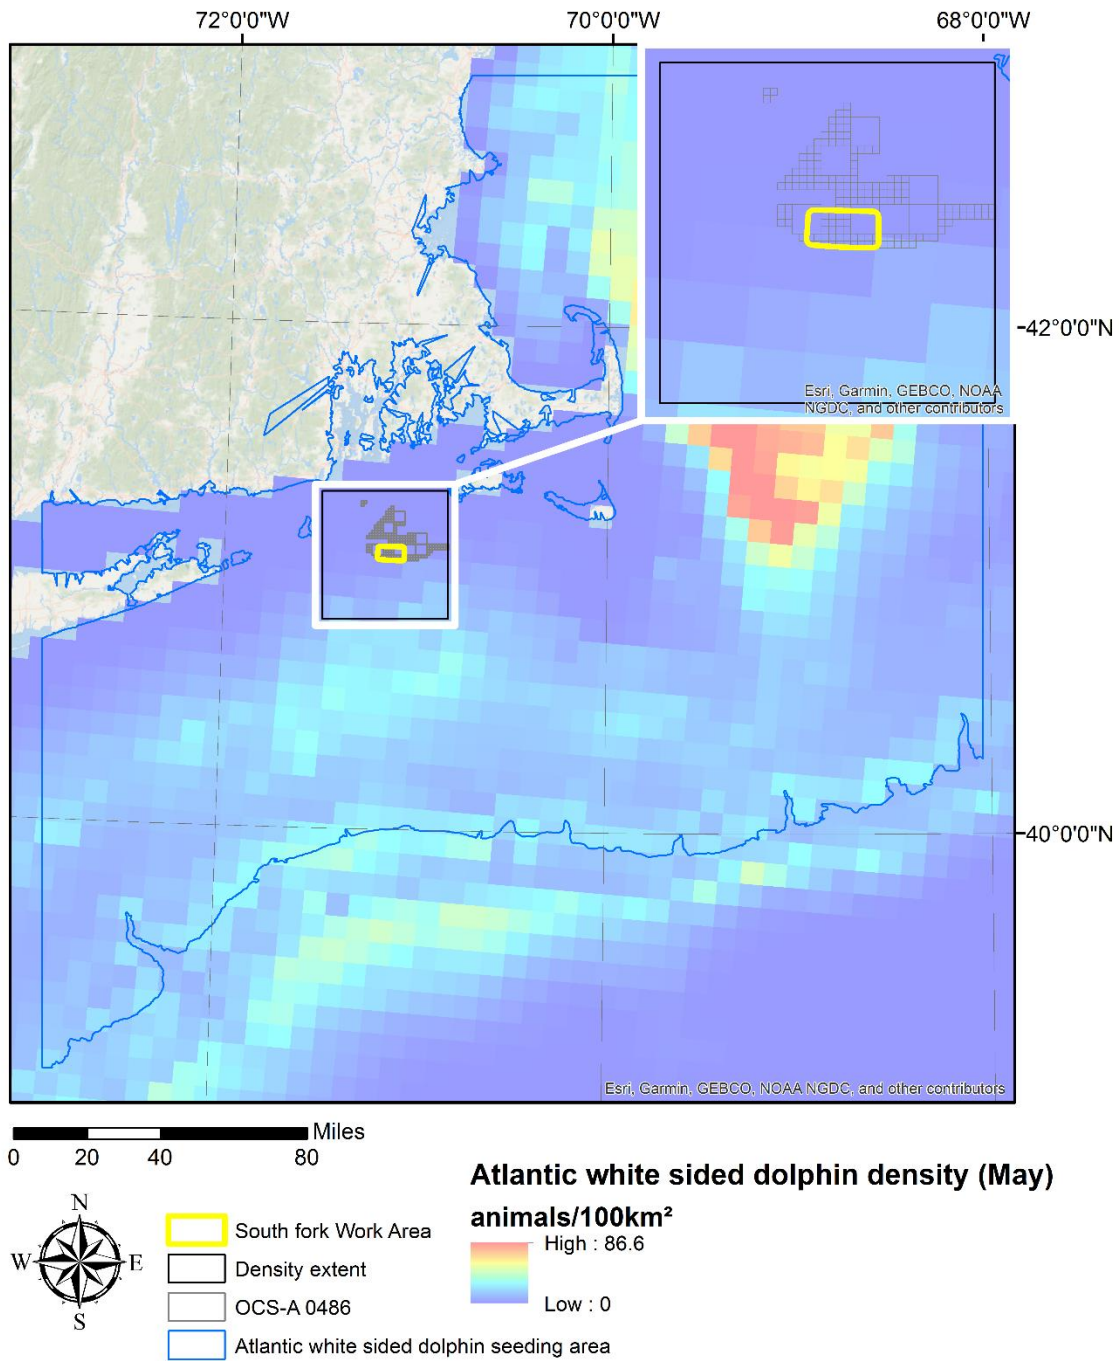 72°0'0"W 70°0'0"W 68°0'0"W
Esri, Garmin, GEBCO, NOAA
NGDC, and other contributors
42°0'0"N
40°0'0"N
Esri, Garmin, GEBCO, NOAA NGDC, and other contributors
Miles
0 20 40 80
N
W E
S
South fork Work Area
Density extent
OCS-A 0486
Atlantic white sided dolphin seeding area
Atlantic white sided dolphin density (May)
animals/100km²
High : 86.6
Low : 0